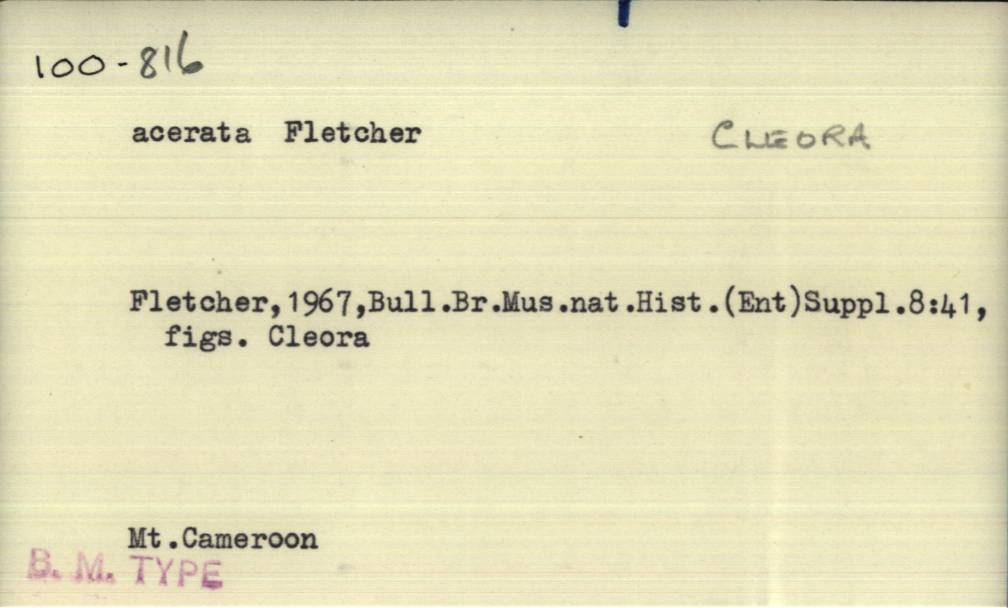 100-816
acerata Fletcher CLEORA
Fletcher,1967,Bull.Br.Mus.nat.Hist.(Ent)Suppl.8:41,
figs. Cleora
Mt.Cameroon
B. M. TYPE